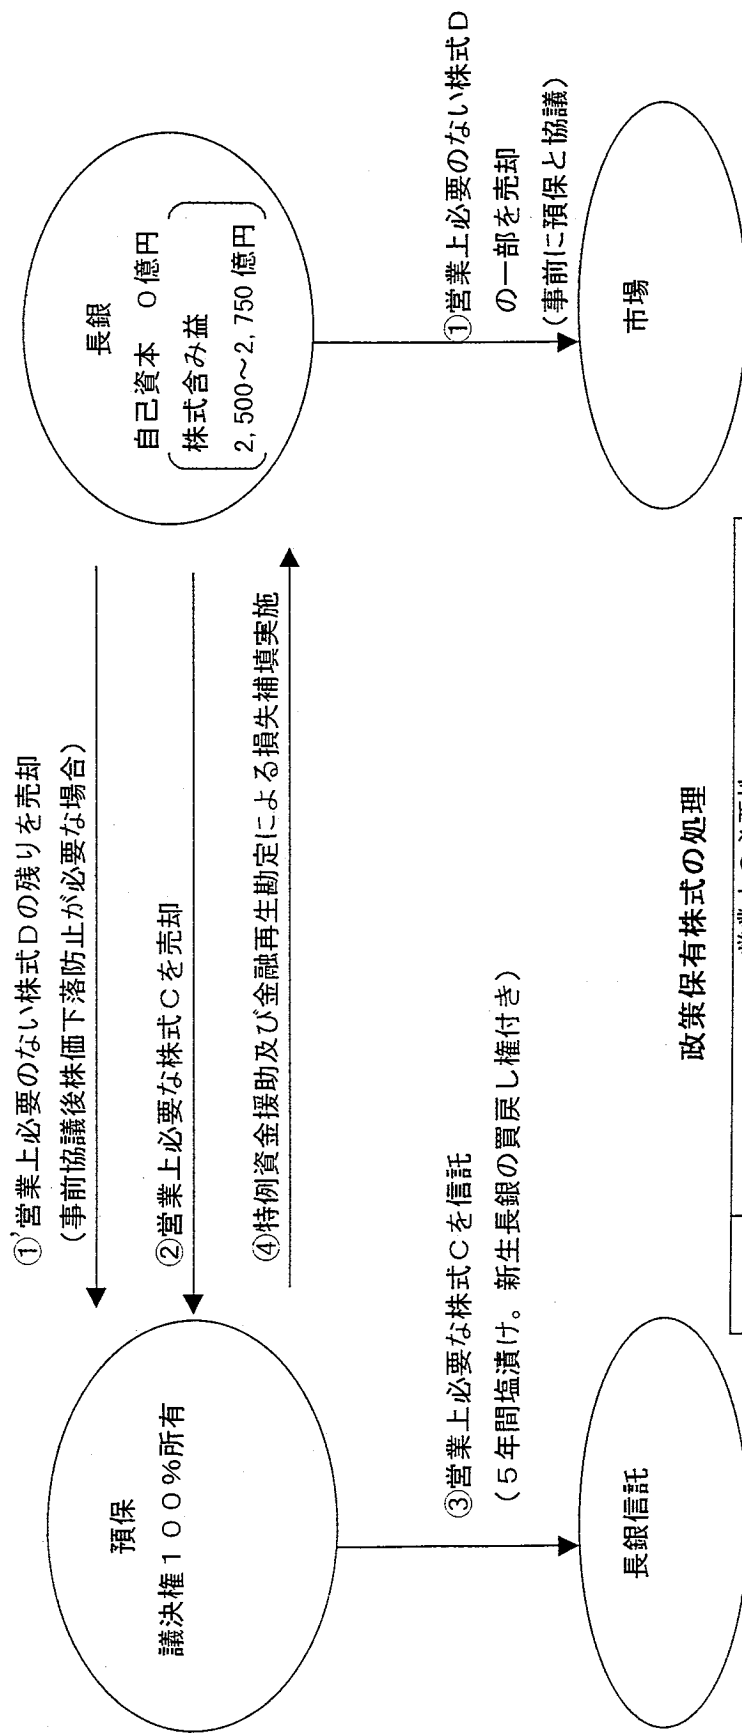 ①'営業上必要のない株式Dの残りを売却
(事前協議後株価下落防止が必要な場合)
②営業上必要な株式Cを売却
④特例資金援助及び金融再生勘定による損失補填実施
預保
議決権100%所有
長銀
自己資本 0億円
株式含み益
2,500~2,750億円
③営業上必要な株式Cを信託
(5年間塩漬け。新生長銀の買戻し権付き)
①営業上必要のない株式D
の一部を売却
(事前に預保と協議)
長銀信託
市場
政策保有株式の処理